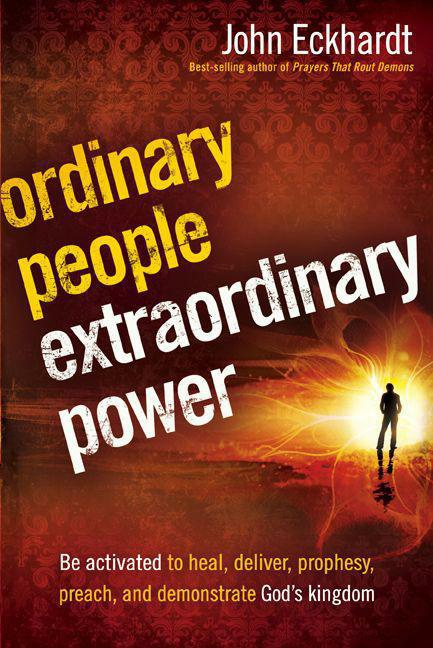 John Eckhardt
Best-selling author of Prayers That Rout Demons
ordinary
people
extraordinary
power
Be activated to heal, deliver, prophesy,
preach, and demonstrate God's kingdom